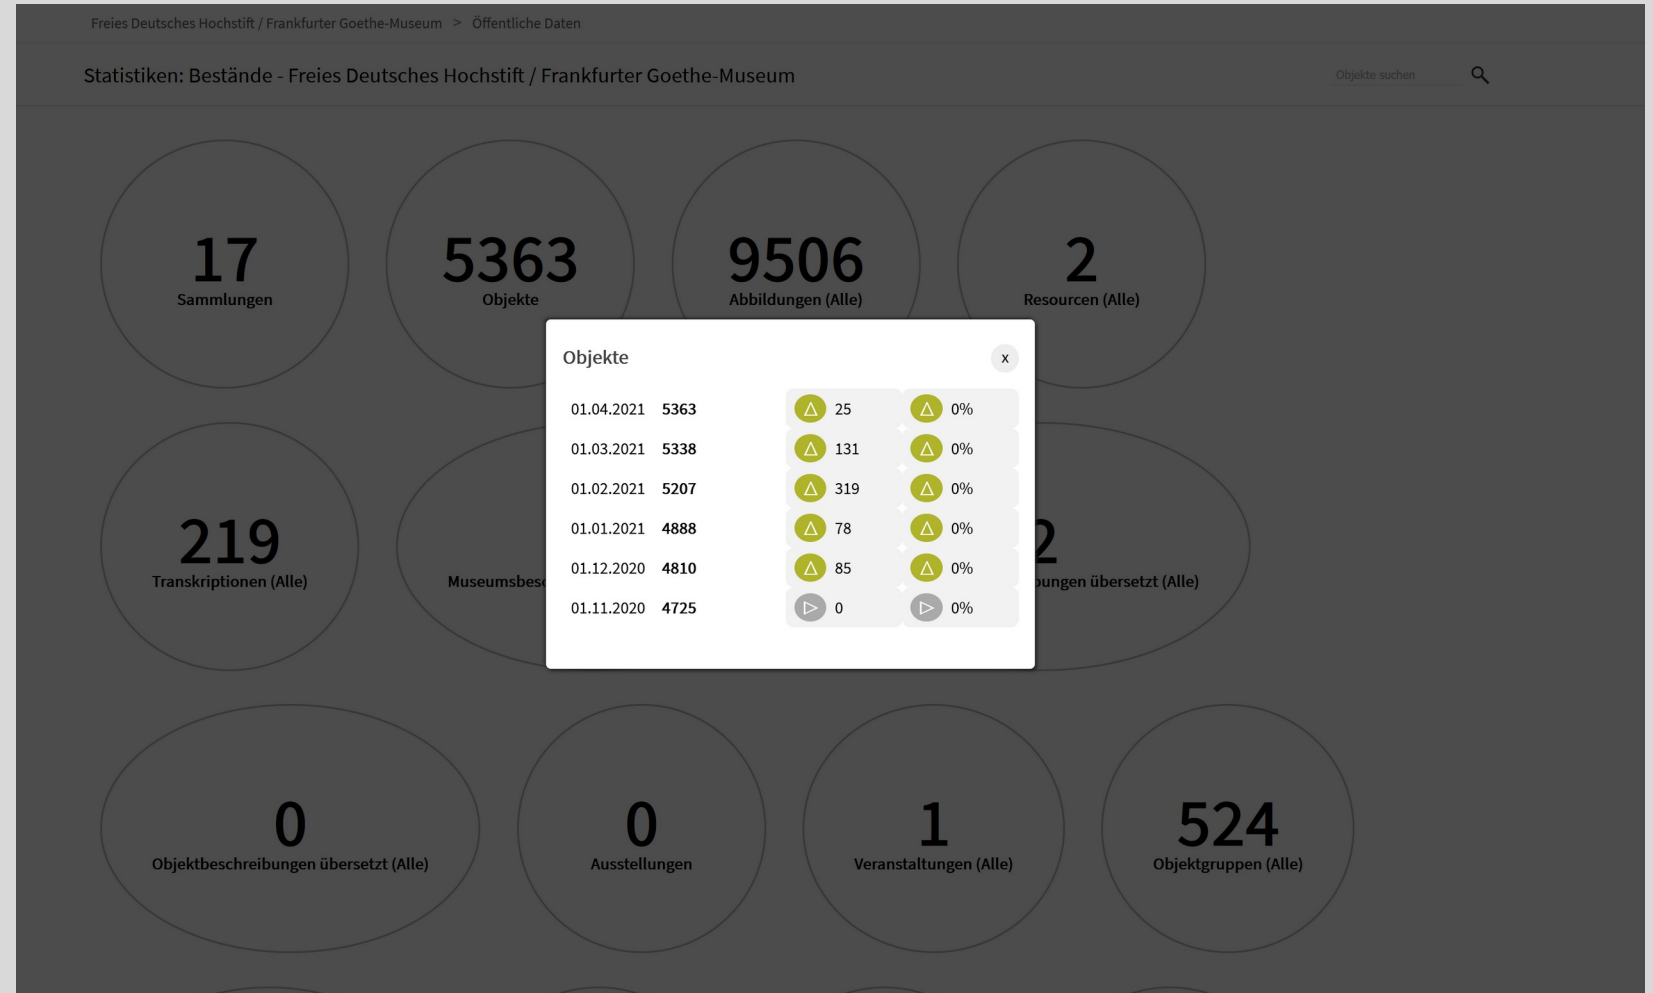 Freies Deutsches Hochstift / Frankfurter Goethe-Museum > Öffentliche Daten
Statistiken: Bestände - Freies Deutsches Hochstift / Frankfurter Goethe-Museum
Objekte suchen
17
Sammlungen
5363
Objekte
9506
Abbildungen (Alle)
2
Resourcen (Alle)
Objekte
x
01.04.2021 5363 25 0%
01.03.2021 5338 131 0%
01.02.2021 5207 319 0%
01.01.2021 4888 78 0%
01.12.2020 4810 85 0%
01.11.2020 4725 0 0%
219
Transkriptionen (Alle)
2
übersetzt (Alle)
0
Objektbeschreibungen übersetzt (Alle)
0
Ausstellungen
1
Veranstaltungen (Alle)
524
Objektgruppen (Alle)